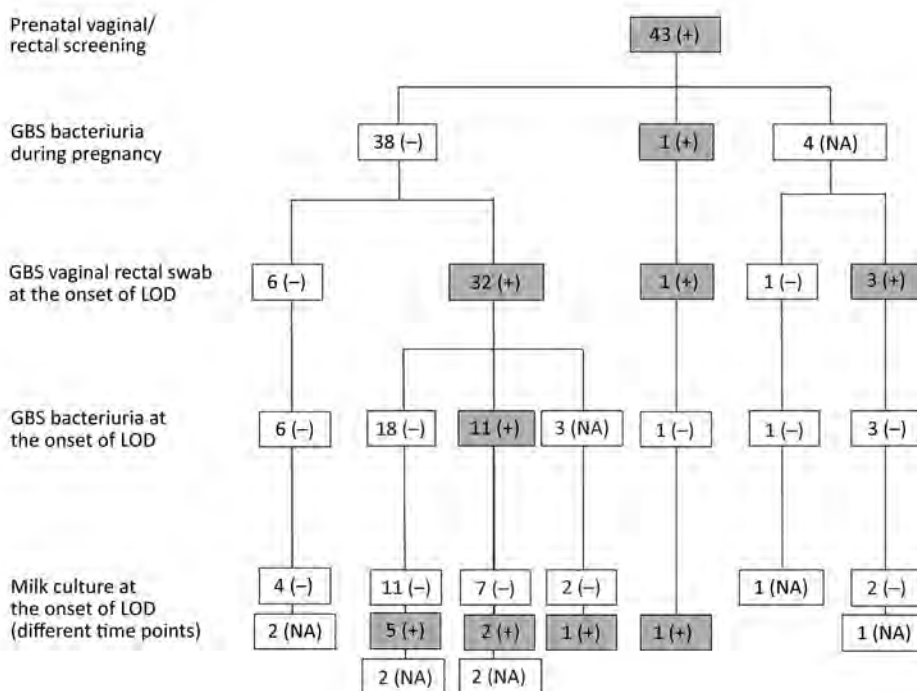 Prenatal vaginal/
rectal screening
43 (+)
GBS bacteriuria
during pregnancy
38 (–)
1 (+)
4 (NA)
GBS vaginal rectal swab
at the onset of LOD
6 (–)
32 (+)
1 (+)
1 (–)
3 (+)
GBS bacteriuria at
the onset of LOD
6 (–)
18 (–)
11 (+)
3 (NA)
1 (–)
1 (–)
3 (–)
Milk culture at
the onset of LOD
(different time points)
4 (–)
11 (–)
7 (–)
2 (–)
1 (NA)
2 (–)
2 (NA)
5 (+)
2 (+)
1 (+)
1 (+)
1 (NA)
2 (NA)
2 (NA)